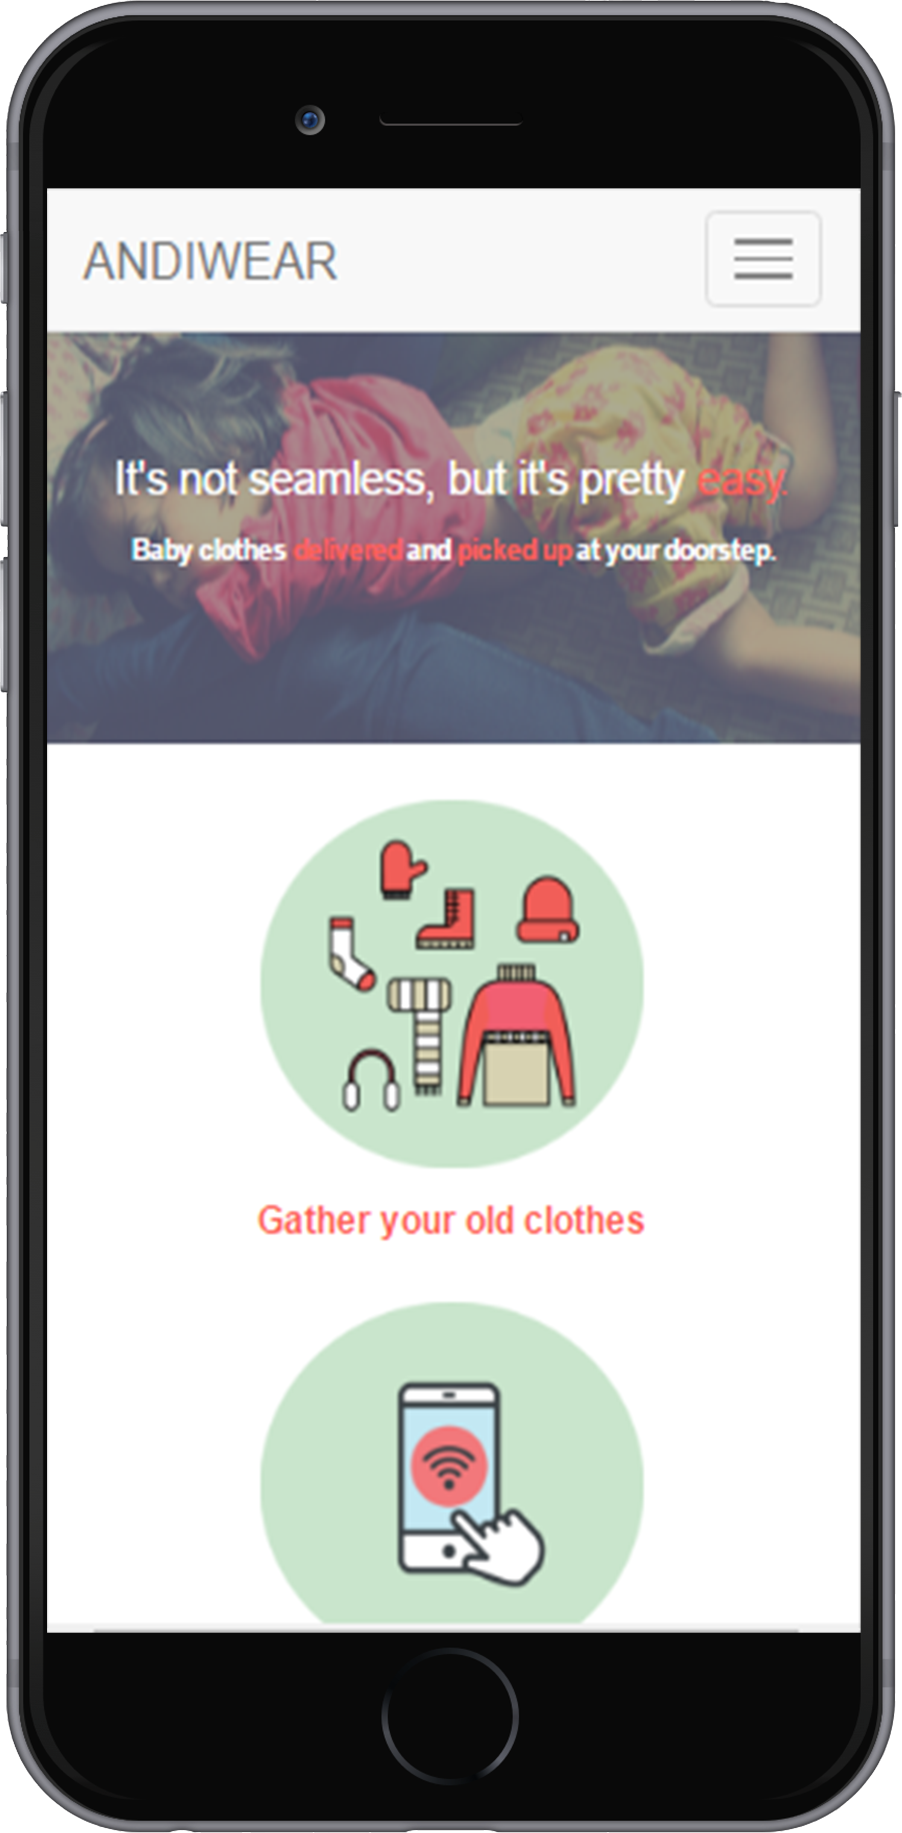 ANDIWEAR
It's not seamless, but it's pretty easy.
Baby clothes delivered and picked up at your doorstep.
Gather your old clothes